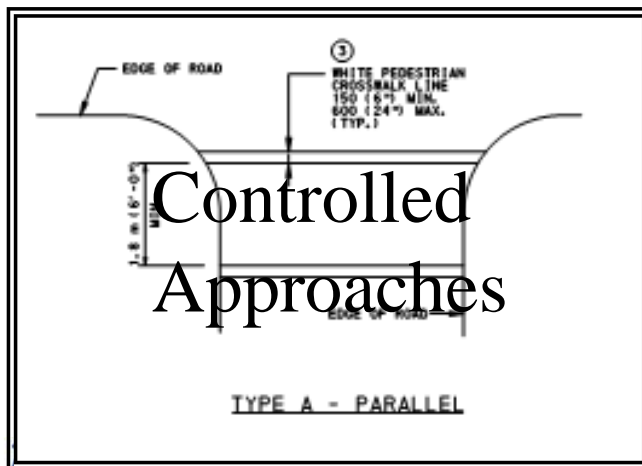 ③
EDGE OF ROAD
WHITE PEDESTRIAN
CROSSWALK LINE
150 (6") MIN.
600 (24") MAX.
(TYP.)
1.8 m (6'-0")
MIN.
Controlled
Approaches
EDGE OF ROAD
TYPE A - PARALLEL